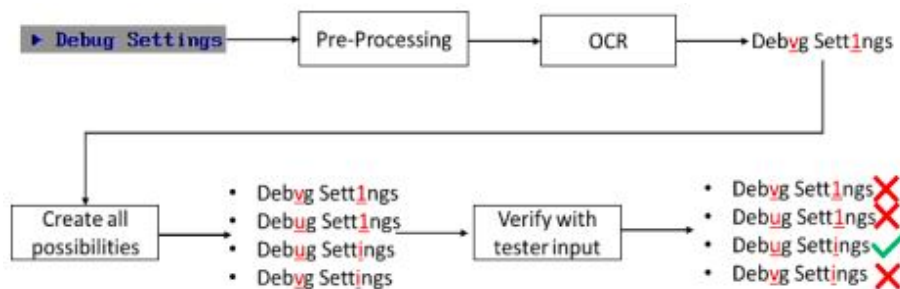 ► Debug Settings
Pre-Processing
OCR
Debvg Sett1ngs
Create all
possibilities
• Debvg Sett1ngs
• Debug Sett1ngs
• Debug Settings
• Debvg Settings
Verify with
tester input
• Debvg Sett1ngs
• Debug Sett1ngs
• Debug Settings
• Debvg Settings